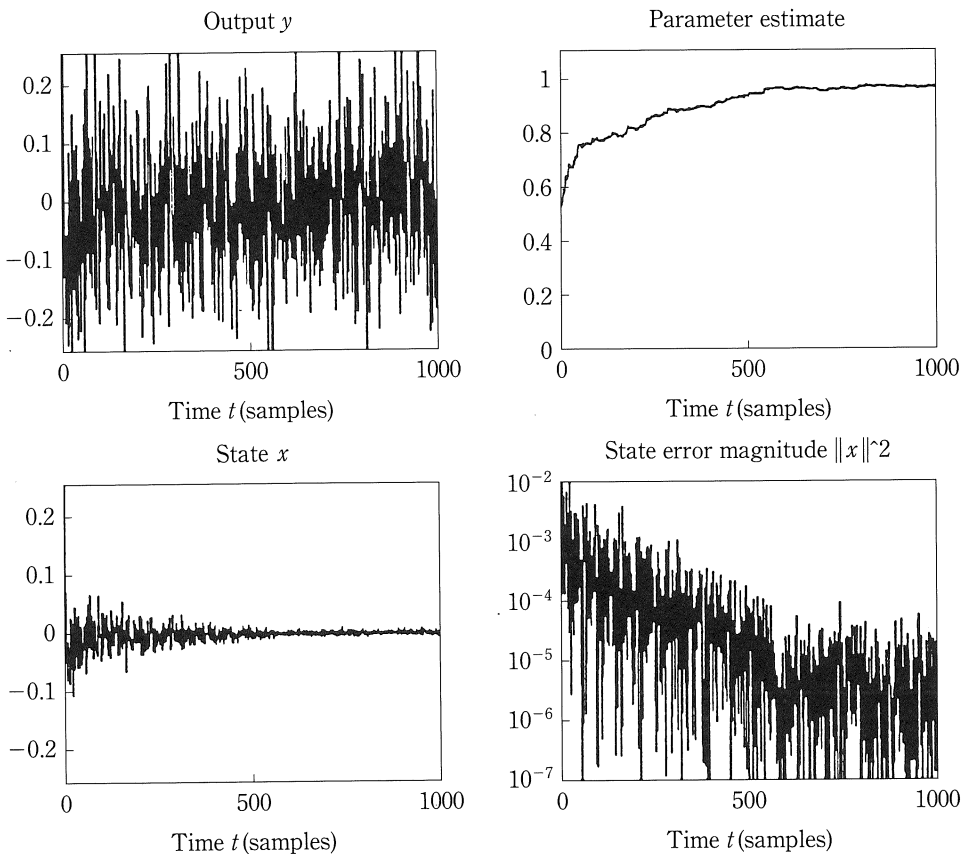 Output y
0.2
0.1
0
−0.1
−0.2
0 500 1000
Time t (samples)
Parameter estimate
1
0.8
0.6
0.4
0.2
0
0 500 1000
Time t (samples)
State x
0.2
0.1
0
−0.1
−0.2
0 500 1000
Time t (samples)
State error magnitude ||x||^2
10⁻²
10⁻³
10⁻⁴
10⁻⁵
10⁻⁶
10⁻⁷
0 500 1000
Time t (samples)